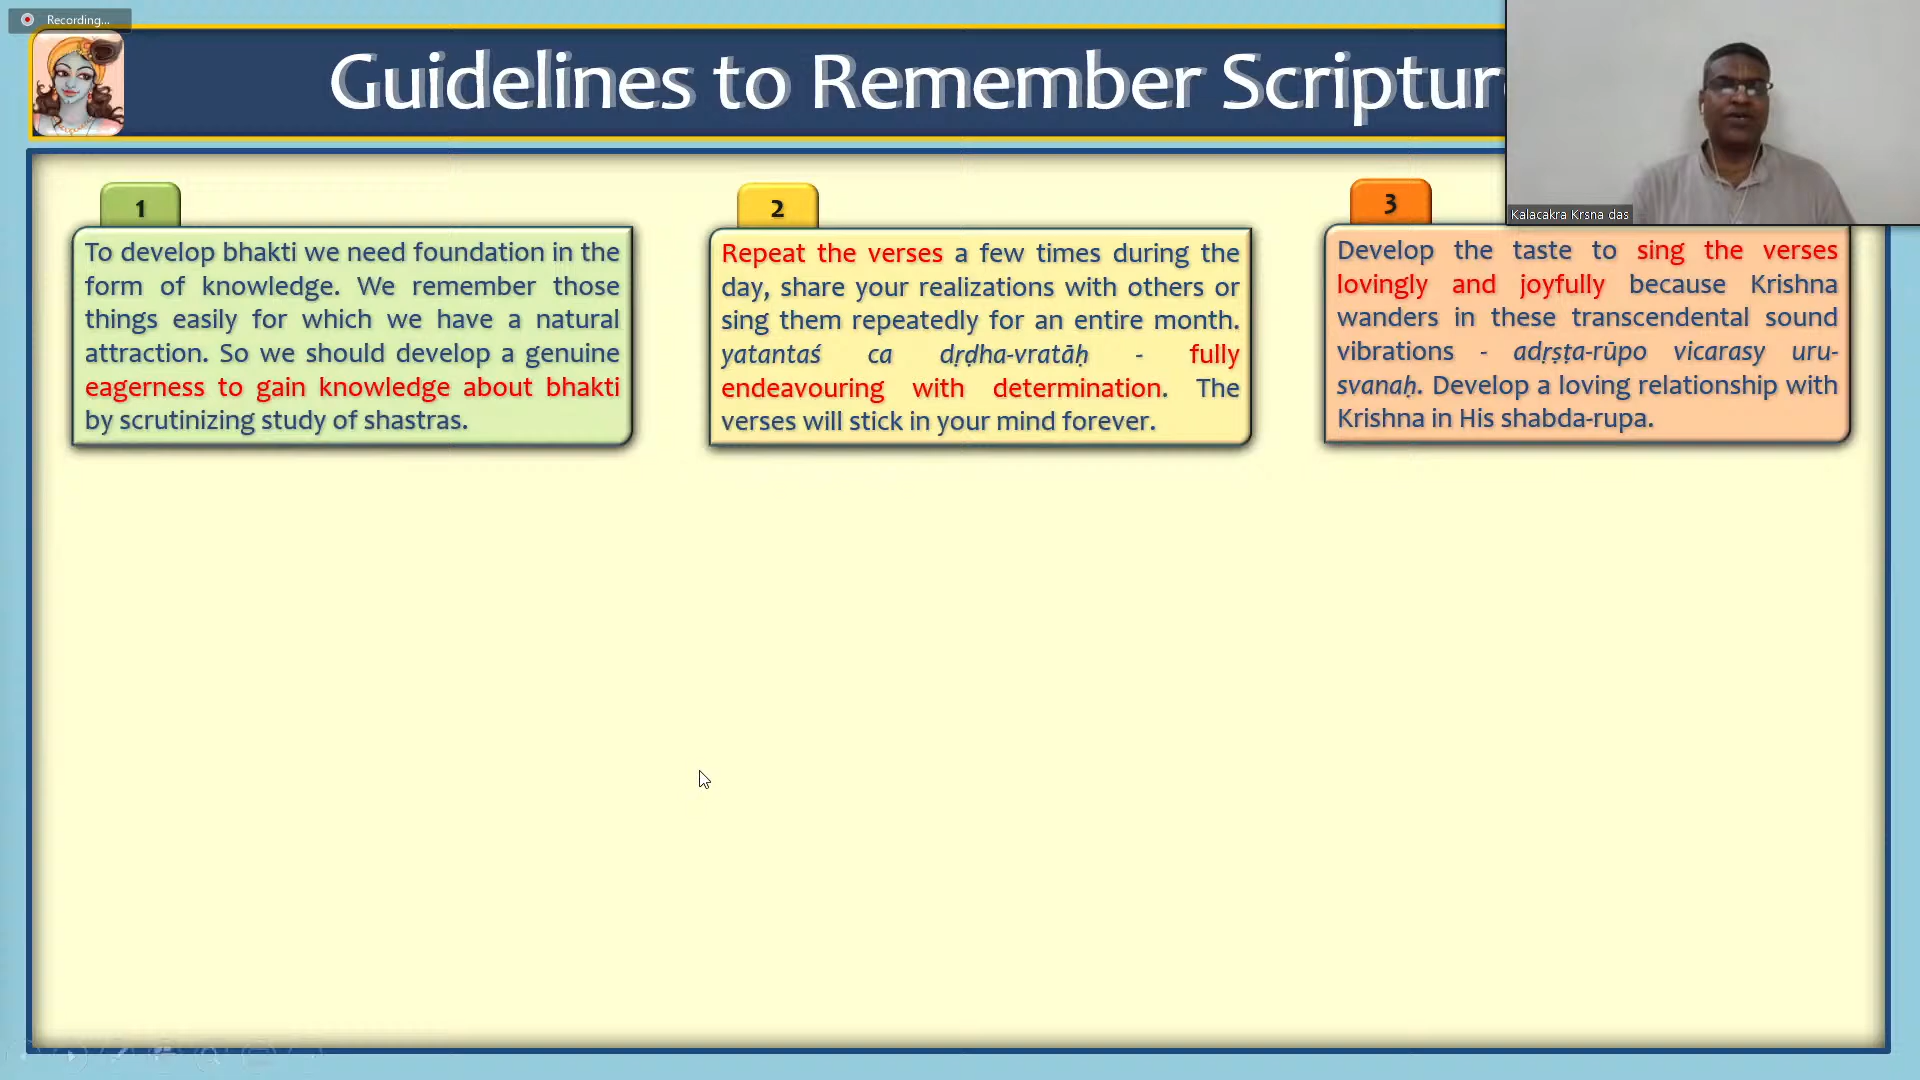 Recording...
Guidelines to Remember Scriptur
Kalacakra Krsna das
1
To develop bhakti we need foundation in the
form of knowledge. We remember those
things easily for which we have a natural
attraction. So we should develop a genuine
eagerness to gain knowledge about bhakti
by scrutinizing study of shastras.
2
Repeat the verses a few times during the
day, share your realizations with others or
sing them repeatedly for an entire month.
yatantaś ca dṛḍha-vratāḥ - fully
endeavouring with determination. The
verses will stick in your mind forever.
3
Develop the taste to sing the verses
lovingly and joyfully because Krishna
wanders in these transcendental sound
vibrations - adṛṣṭa-rūpo vicarasy uru-
svanaḥ. Develop a loving relationship with
Krishna in His shabda-rupa.